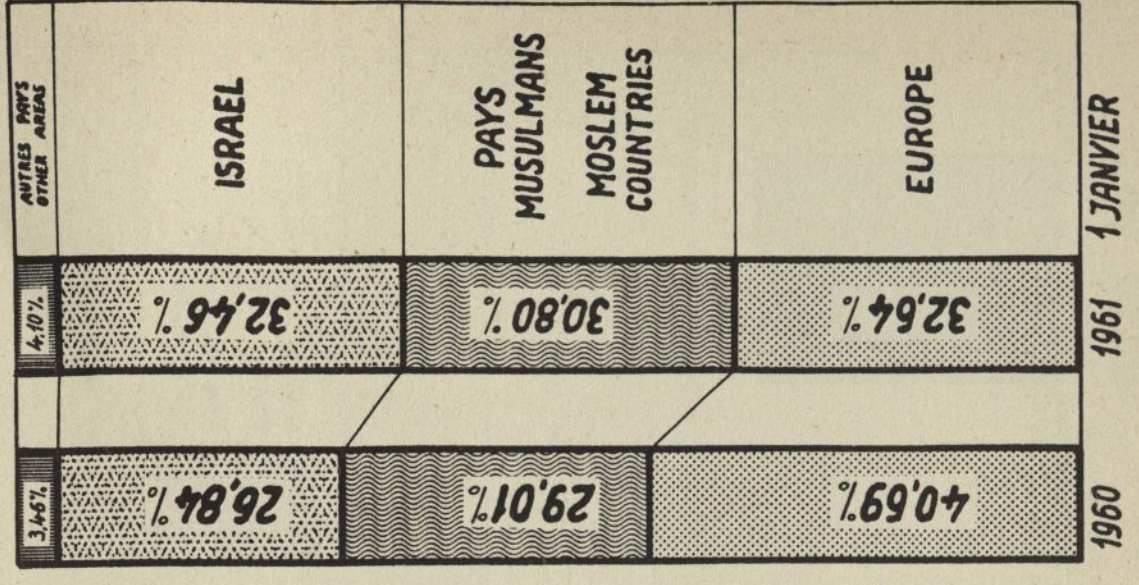 AUTRES PAYS
OTHER AREAS
ISRAEL
PAYS
MUSULMANS
MOSLEM
COUNTRIES
EUROPE
1 JANVIER
4,10%
32,46 %
30,80 %
32,64 %
1961
3,46%
26,84 %
29,01 %
40,69 %
1960